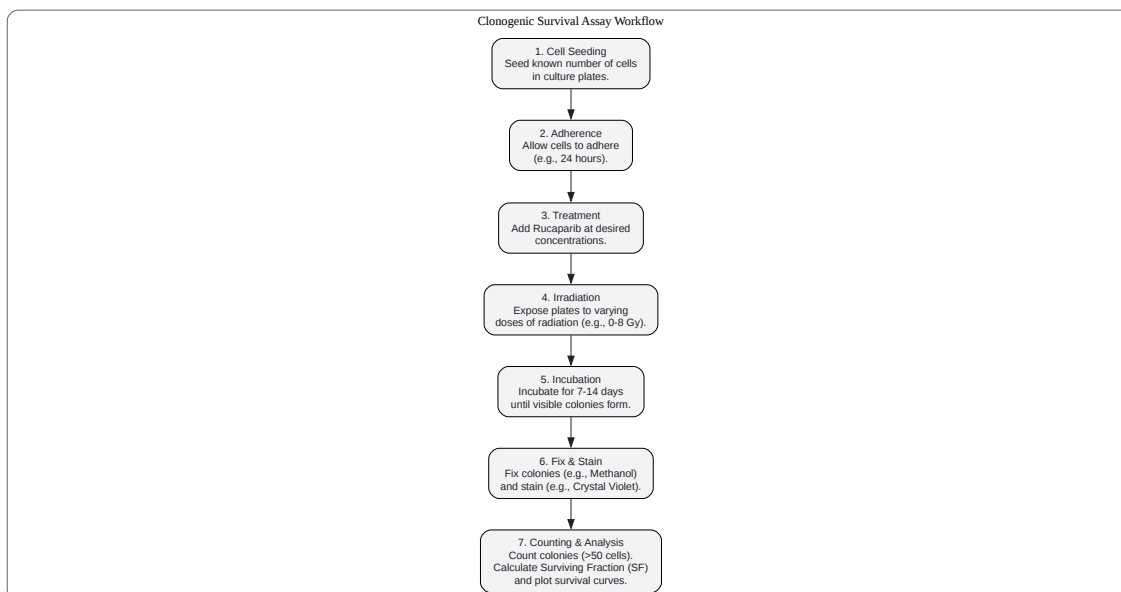 Clonogenic Survival Assay Workflow
1. Cell Seeding
Seed known number of cells
in culture plates.
2. Adherence
Allow cells to adhere
(e.g., 24 hours).
3. Treatment
Add Rucaparib at desired
concentrations.
4. Irradiation
Expose plates to varying
doses of radiation (e.g., 0-8 Gy).
5. Incubation
Incubate for 7-14 days
until visible colonies form.
6. Fix & Stain
Fix colonies (e.g., Methanol)
and stain (e.g., Crystal Violet).
7. Counting & Analysis
Count colonies (>50 cells).
Calculate Surviving Fraction (SF)
and plot survival curves.